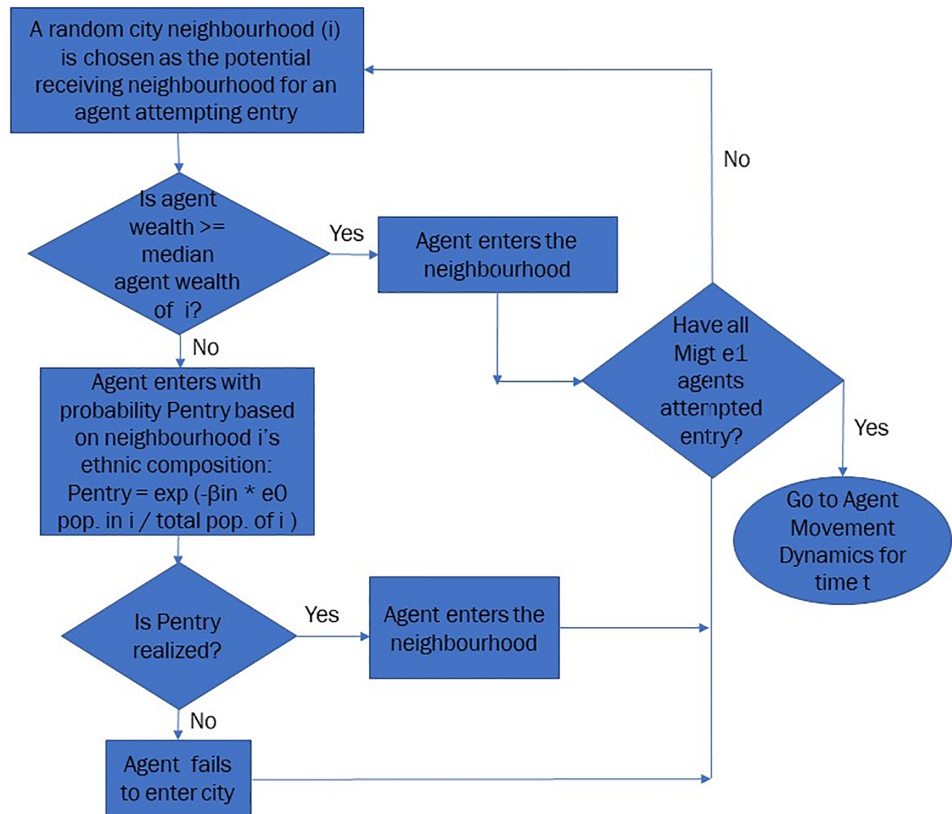 A random city neighbourhood (i)
is chosen as the potential
receiving neighbourhood for an
agent attempting entry
No
Is agent
wealth >=
median
agent wealth
of i?
Yes
Agent enters the
neighbourhood
Have all
Migt e1
agents
attempted
entry?
No
Yes
Agent enters with
probability Pentry based
on neighbourhood i's
ethnic composition:
Pentry = exp (-βin * e0
pop. in i / total pop. of i )
Go to Agent
Movement
Dynamics for
time t
Is Pentry
realized?
Yes
Agent enters the
neighbourhood
No
Agent fails
to enter city